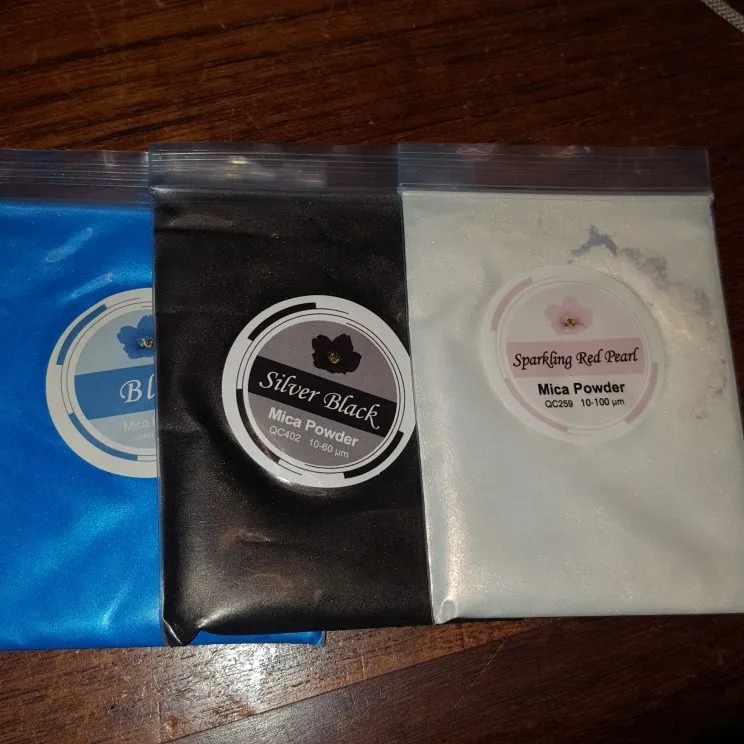 Bl
Mica
Silver Black
Mica Powder
QC402 10-60 μm
Sparkling Red Pearl
Mica Powder
QC259 10-100 μm